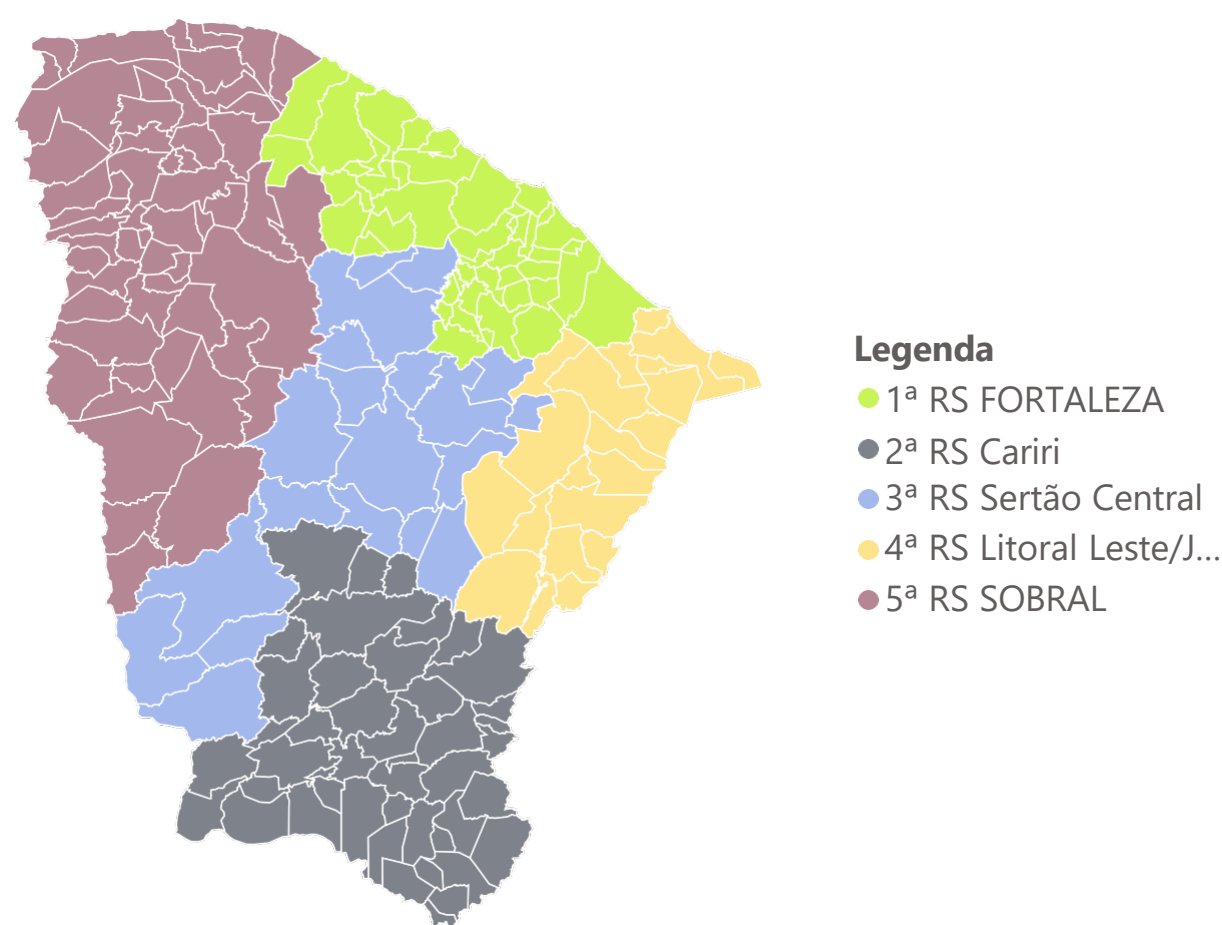 Legenda
1ª RS FORTALEZA
2ª RS Cariri
3ª RS Sertão Central
4ª RS Litoral Leste/J...
5ª RS SOBRAL